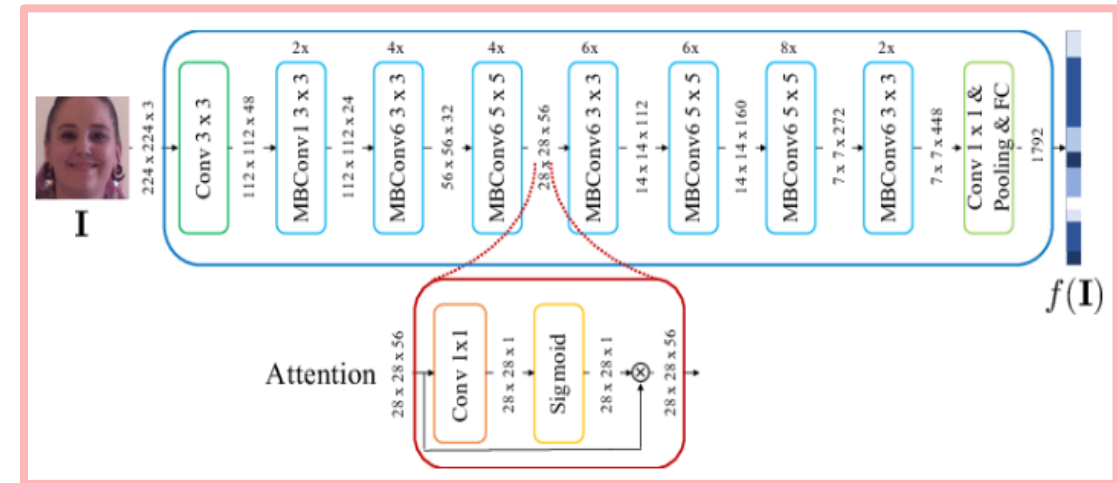 2x
4x
4x
6x
6x
8x
2x
224 x 224 x 3
Conv 3 x 3
112 x 112 x 48
MBConv1 3 x 3
112 x 112 x 24
MBConv6 3 x 3
56 x 56 x 32
MBConv6 5 x 5
28 x 28 x 56
MBConv6 3 x 3
14 x 14 x 112
MBConv6 5 x 5
14 x 14 x 160
MBConv6 5 x 5
7 x 7 x 272
MBConv6 3 x 3
7 x 7 x 448
Conv 1 x 1 &
Pooling & FC
1792
I
f(I)
Attention
28 x 28 x 56
Conv 1x1
28 x 28 x 1
Sigmoid
28 x 28 x 1
28 x 28 x 56